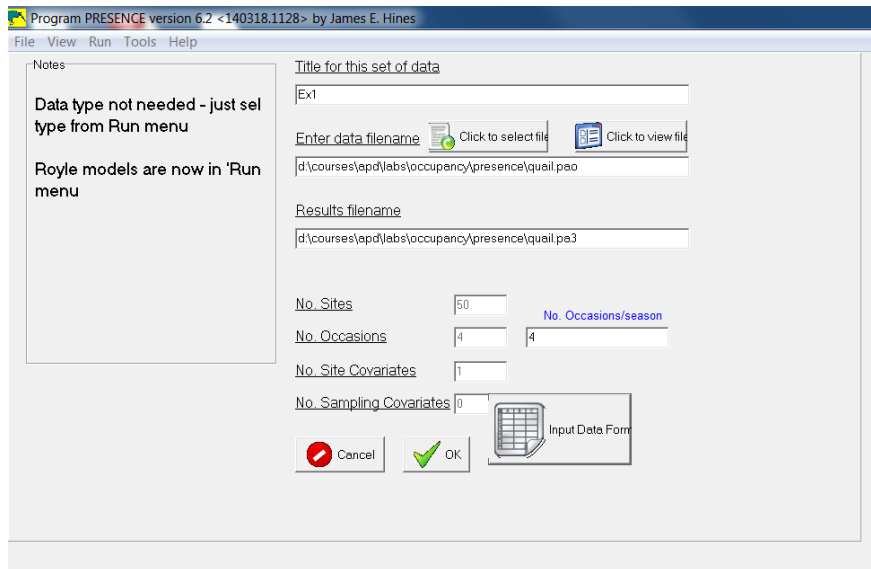 Program PRESENCE version 6.2 <140318.1128> by James E. Hines
File View Run Tools Help
Notes
Data type not needed - just sel
type from Run menu
Royle models are now in 'Run
menu
Title for this set of data
Ex1
Enter data filename
Click to select file
Click to view file
d:\courses\apd\labs\occupancy\presence\quail.pao
Results filename
d:\courses\apd\labs\occupancy\presence\quail.pa3
No. Sites 50
No. Occasions/season
No. Occasions 4 4
No. Site Covariates 1
No. Sampling Covariates 0
Input Data Form
Cancel OK